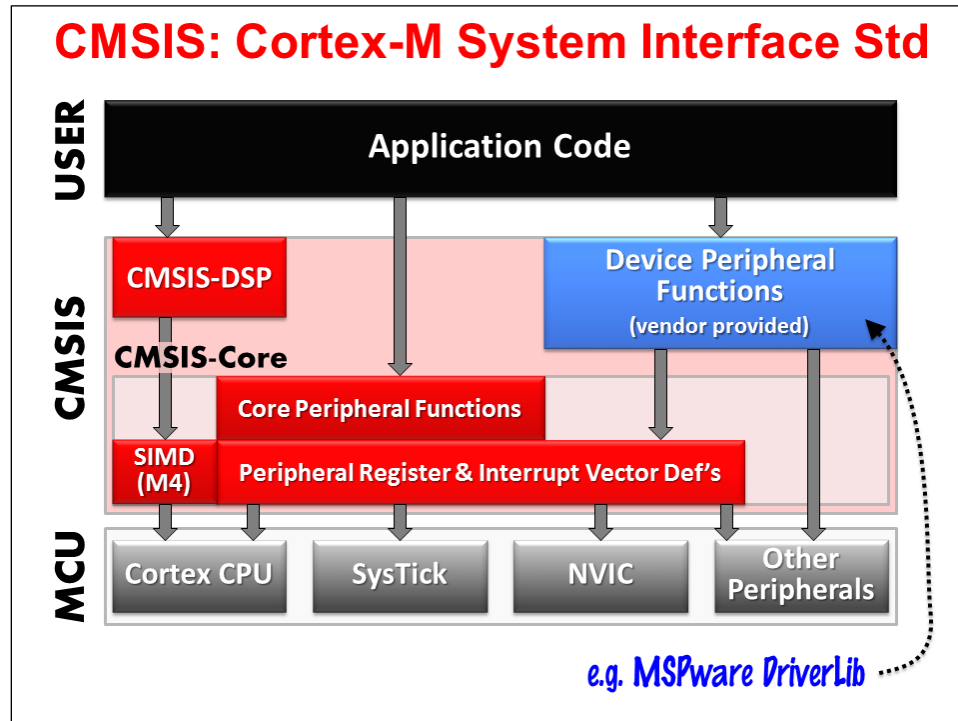 CMSIS: Cortex-M System Interface Std
USER
Application Code
CMSIS
CMSIS-DSP
Device Peripheral
Functions
(vendor provided)
CMSIS-Core
Core Peripheral Functions
SIMD
(M4)
Peripheral Register & Interrupt Vector Def's
MCU
Cortex CPU
SysTick
NVIC
Other
Peripherals
e.g. MSPware DriverLib